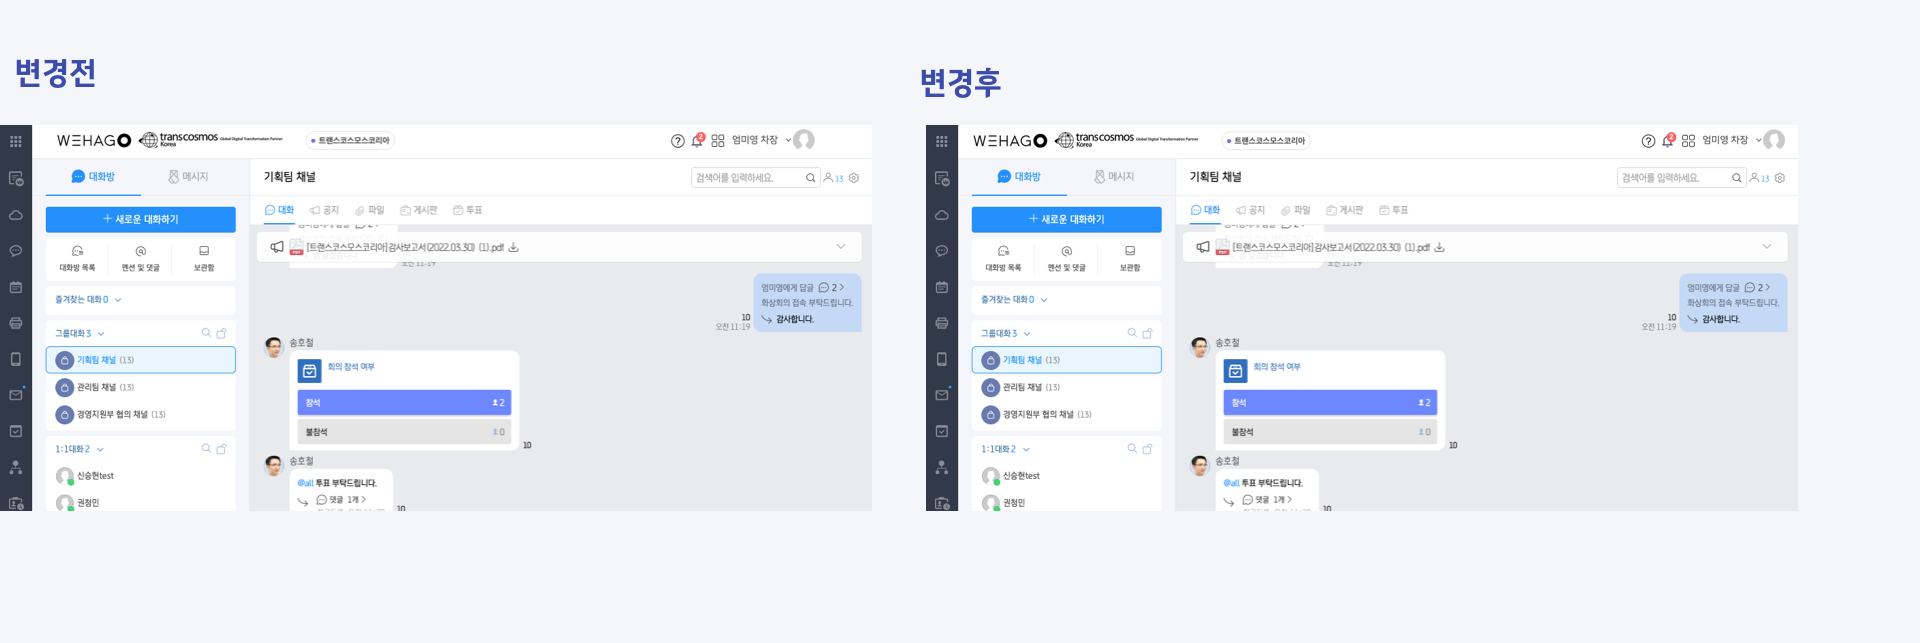 변경전
WEHAGO transcosmos Korea Global Digital Transformation Partner 트랜스코스모스코리아 2 엄미영 차장
대화방 메시지
기획팀 채널 검색어를 입력하세요. 13
+ 새로운 대화하기
대화 공지 파일 게시판 투표
[트랜스코스모스코리아]감사보고서(2022.03.30) (1).pdf
오전 11:19
대화방 목록 멘션 및 댓글 보관함
즐겨찾는 대화 0
그룹대화 3
기획팀 채널 (13)
관리팀 채널 (13)
경영지원부 협의 채널 (13)
1:1대화 2
신승현test
권청민
엄미영에게 답글 2
화상회의 접속 부탁드립니다.
감사합니다.
10
오전 11:19
송호철
회의 참석 여부
참석 2
불참석 0
10
송호철
@all 투표 부탁드립니다.
댓글 1개
10
변경후
WEHAGO transcosmos Korea Global Digital Transformation Partner 트랜스코스모스코리아 2 엄미영 차장
대화방 메시지
기획팀 채널 검색어를 입력하세요. 13
+ 새로운 대화하기
대화 공지 파일 게시판 투표
[트랜스코스모스코리아]감사보고서(2022.03.30) (1).pdf
오전 11:19
대화방 목록 멘션 및 댓글 보관함
즐겨찾는 대화 0
그룹대화 3
기획팀 채널 (13)
관리팀 채널 (13)
경영지원부 협의 채널 (13)
1:1대화 2
신승현test
권청민
엄미영에게 답글 2
화상회의 접속 부탁드립니다.
감사합니다.
10
오전 11:19
송호철
회의 참석 여부
참석 2
불참석 0
10
송호철
@all 투표 부탁드립니다.
댓글 1개
10